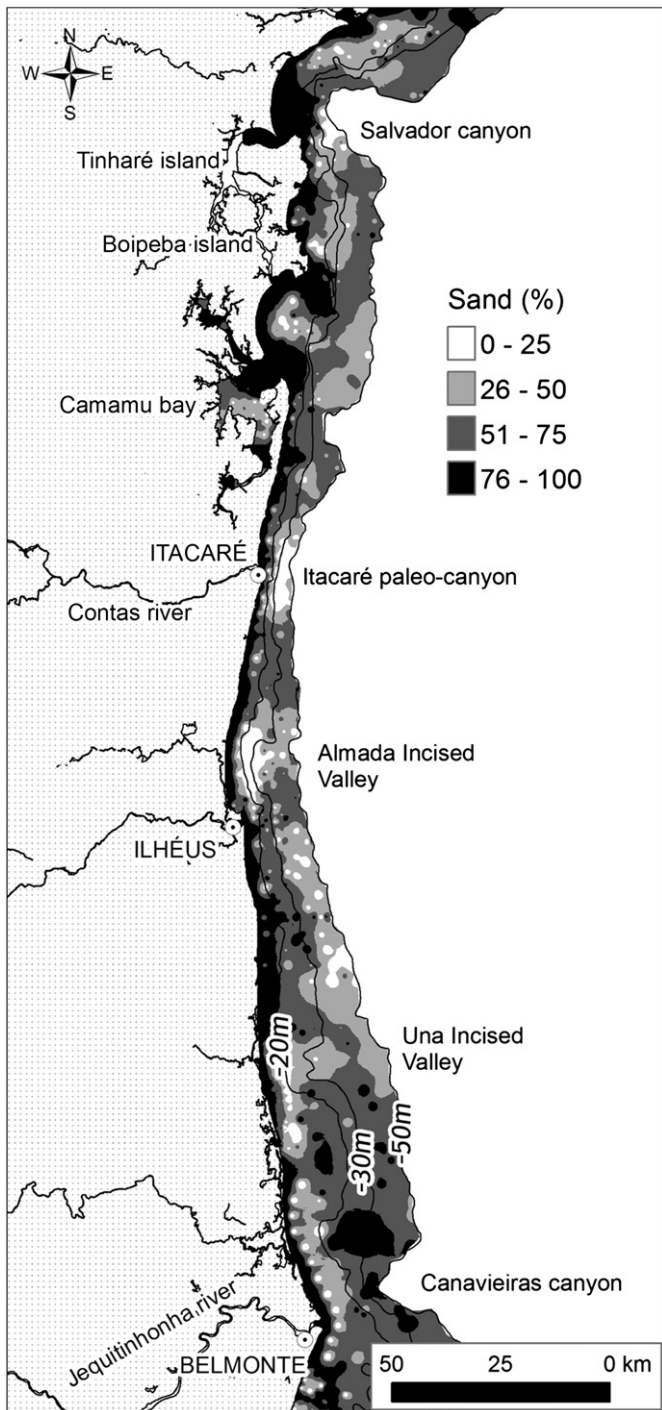 N
W E
S
Salvador canyon
Tinharé island
Boipeba island
Sand (%)
0 - 25
26 - 50
51 - 75
76 - 100
Camamu bay
ITACARÉ
Itacaré paleo-canyon
Contas river
Almada Incised
Valley
ILHÉUS
Una Incised
Valley
-20m
-30m
-50m
Canavieiras canyon
Jequitinhonha river
BELMONTE
50 25 0 km